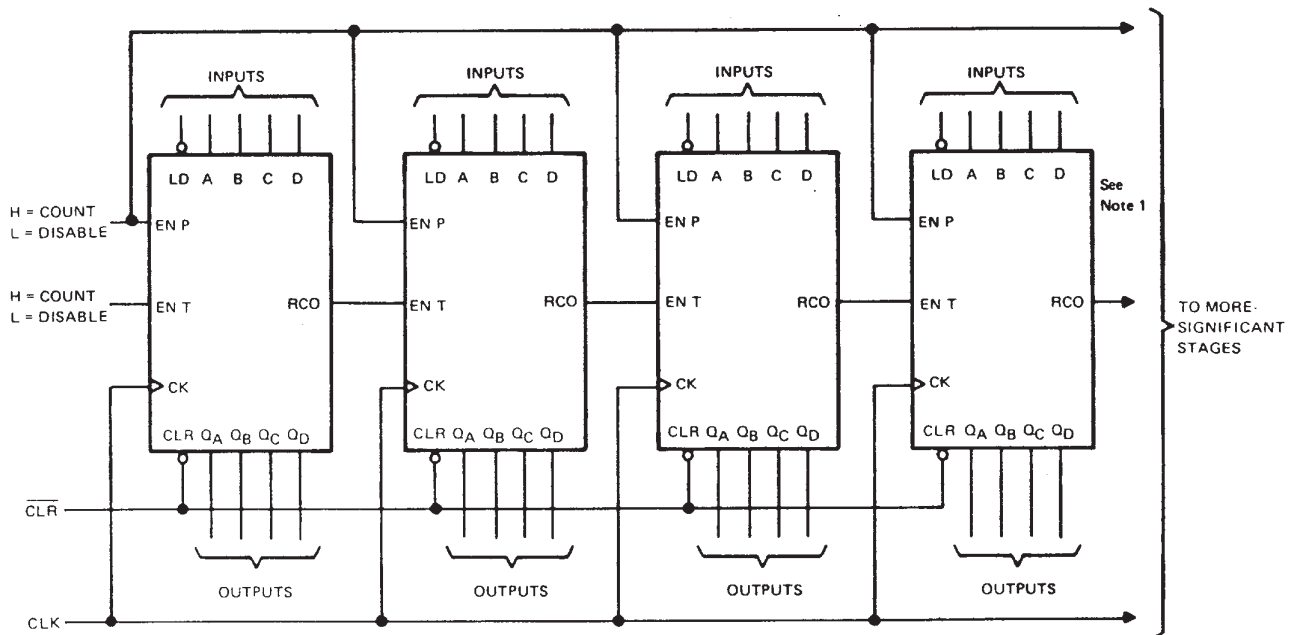 INPUTS INPUTS INPUTS INPUTS
LD A B C D LD A B C D LD A B C D LD A B C D
See
Note 1
H = COUNT
L = DISABLE
EN P EN P EN P EN P
H = COUNT
L = DISABLE
EN T RCO EN T RCO EN T RCO EN T RCO
TO MORE-
SIGNIFICANT
STAGES
CK CK CK CK
CLR QA QB QC QD CLR QA QB QC QD CLR QA QB QC QD CLR QA QB QC QD
CLR
OUTPUTS OUTPUTS OUTPUTS OUTPUTS
CLK